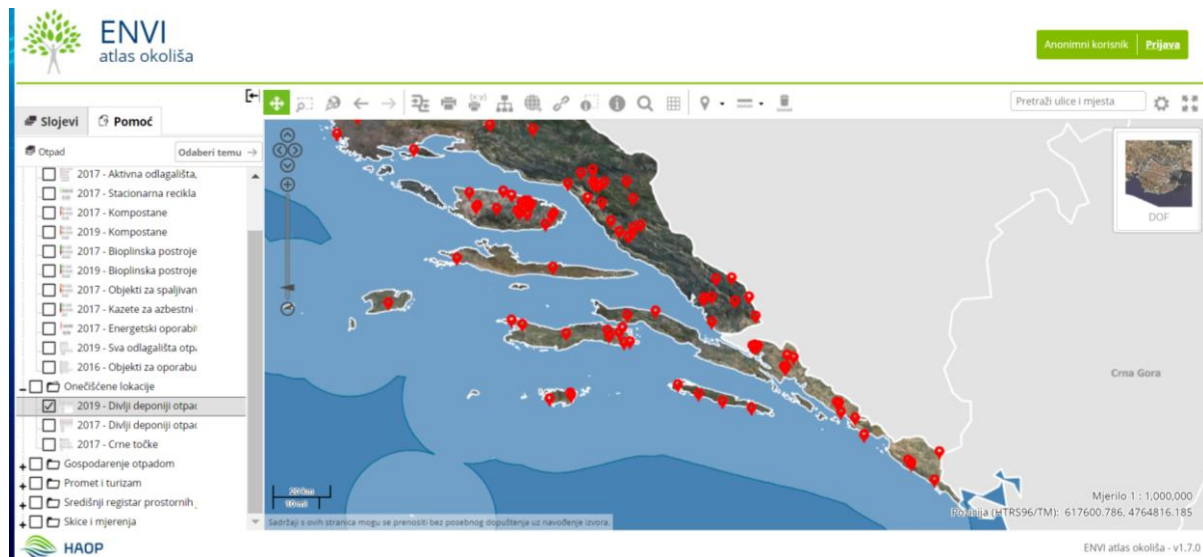 ENVI
atlas okoliša
Anonimni korisnik Prijava
Slojevi Pomoć
(X,Y)
Pretraži ulice i mjesta
Otpad Odaberi temu →
2017 - Aktivna odlagališta,
2017 - Stacionarna recikla
2017 - Kompostane
2019 - Kompostane
2017 - Bioplinska postroje
2019 - Bioplinska postroje
2017 - Objekti za spaljivan
2017 - Kazete za azbestni
2017 - Energetski oporabit
2019 - Sva odlagališta otpa
2016 - Objekti za oporabu
Onečišćene lokacije
2019 - Divlji deponiji otpad
2017 - Divlji deponiji otpad
2017 - Crne točke
Gospodarenje otpadom
Promet i turizam
Središnji registar prostornih
Skice i mjerenja
DOF
Crna Gora
20 km
10 mi
Mjerilo 1 : 1,000,000
Pozicija (HTRS96/TM): 617600.786, 4764816.185
Sadržaji s ovih stranica mogu se prenositi bez posebnog dopuštenja uz navođenje izvora.
HAOP
ENVI atlas okoliša - v1.7.0